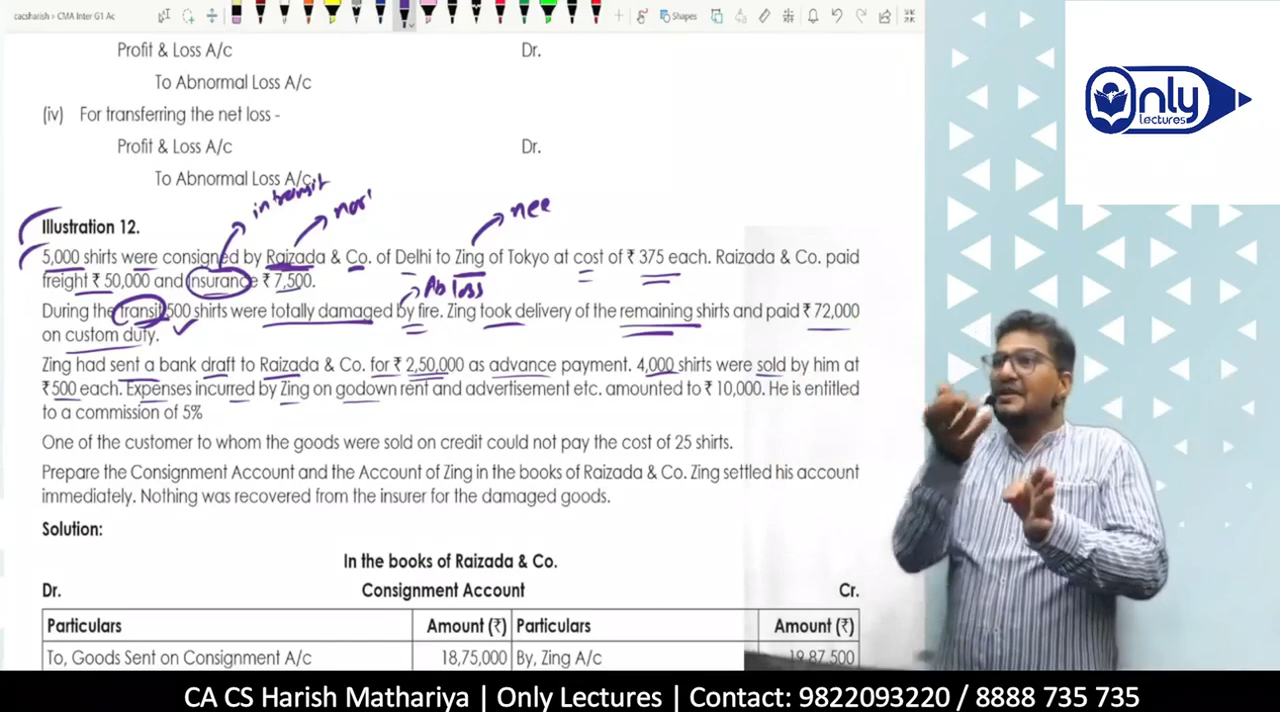 cacsharish > CMA Inter G1 Ac
Shapes
Profit & Loss A/c Dr.
To Abnormal Loss A/c
(iv) For transferring the net loss -
Profit & Loss A/c Dr.
To Abnormal Loss A/c
in transit
nor
nee
Illustration 12.
5,000 shirts were consigned by Raizada & Co. of Delhi to Zing of Tokyo at cost of ₹ 375 each. Raizada & Co. paid
freight ₹ 50,000 and insurance ₹ 7,500.
Ab loss
During the transit 500 shirts were totally damaged by fire. Zing took delivery of the remaining shirts and paid ₹ 72,000
on custom duty.
Zing had sent a bank draft to Raizada & Co. for ₹ 2,50,000 as advance payment. 4,000 shirts were sold by him at
₹500 each. Expenses incurred by Zing on godown rent and advertisement etc. amounted to ₹ 10,000. He is entitled
to a commission of 5%
One of the customer to whom the goods were sold on credit could not pay the cost of 25 shirts.
Prepare the Consignment Account and the Account of Zing in the books of Raizada & Co. Zing settled his account
immediately. Nothing was recovered from the insurer for the damaged goods.
Solution:
In the books of Raizada & Co.
Dr. Consignment Account Cr.
Particulars Amount (₹) Particulars Amount (₹)
To, Goods Sent on Consignment A/c 18,75,000 By, Zing A/c 19,87,500
Only
Lectures
CA CS Harish Mathariya | Only Lectures | Contact: 9822093220 / 8888 735 735